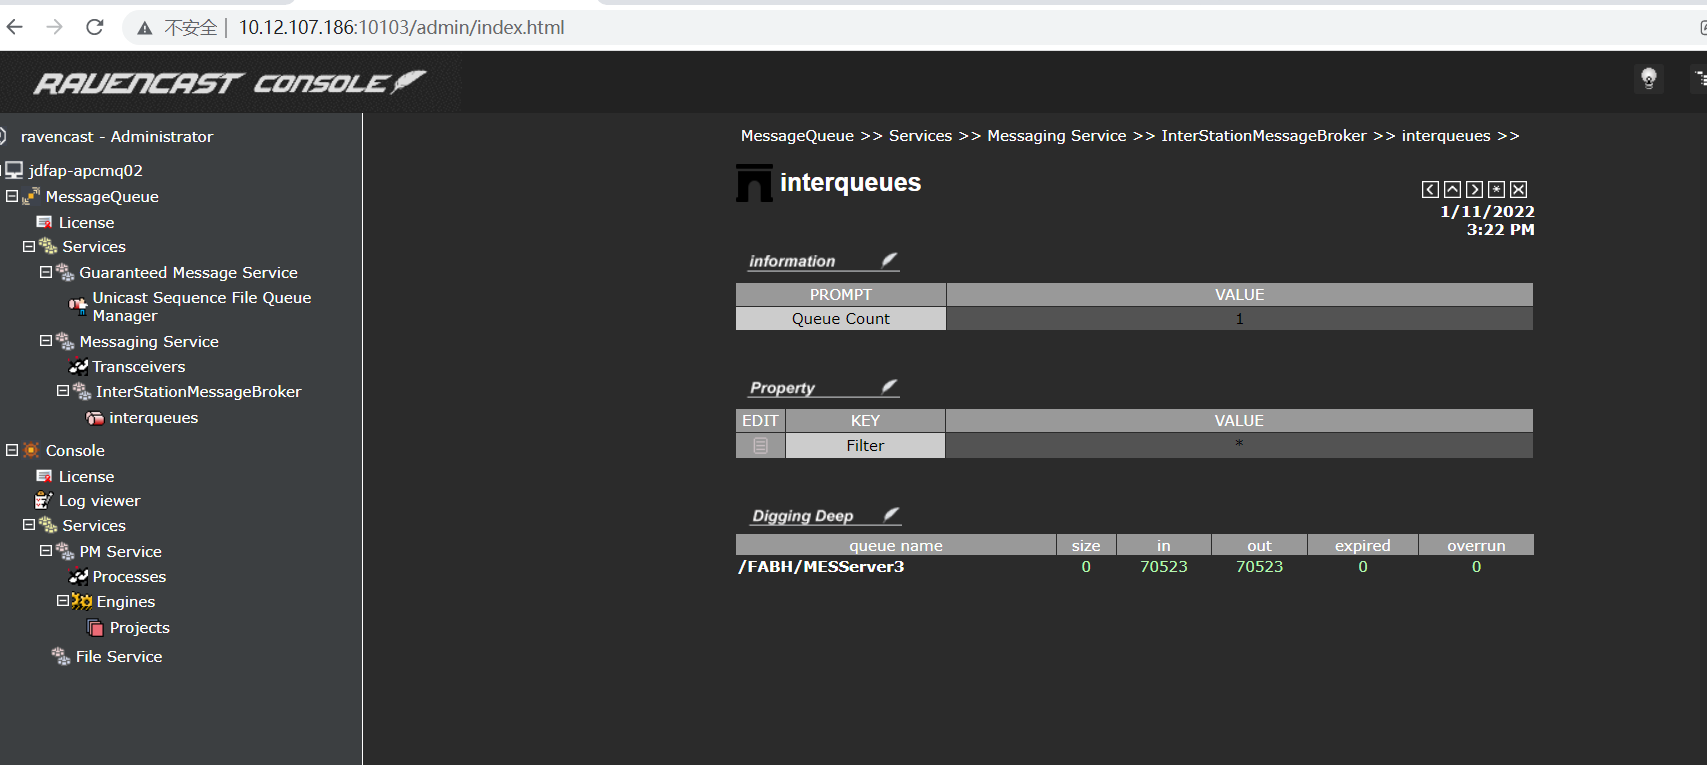 不安全 | 10.12.107.186:10103/admin/index.html
RAVENCAST CONSOLE
ravencast - Administrator
jdfap-apcmq02
MessageQueue
License
Services
Guaranteed Message Service
Unicast Sequence File Queue
Manager
Messaging Service
Transceivers
InterStationMessageBroker
interqueues
Console
License
Log viewer
Services
PM Service
Processes
Engines
Projects
File Service
MessageQueue >> Services >> Messaging Service >> InterStationMessageBroker >> interqueues >>
interqueues
1/11/2022
3:22 PM
information
PROMPT VALUE
Queue Count 1
Property
EDIT KEY VALUE
Filter *
Digging Deep
queue name size in out expired overrun
/FABH/MESServer3 0 70523 70523 0 0